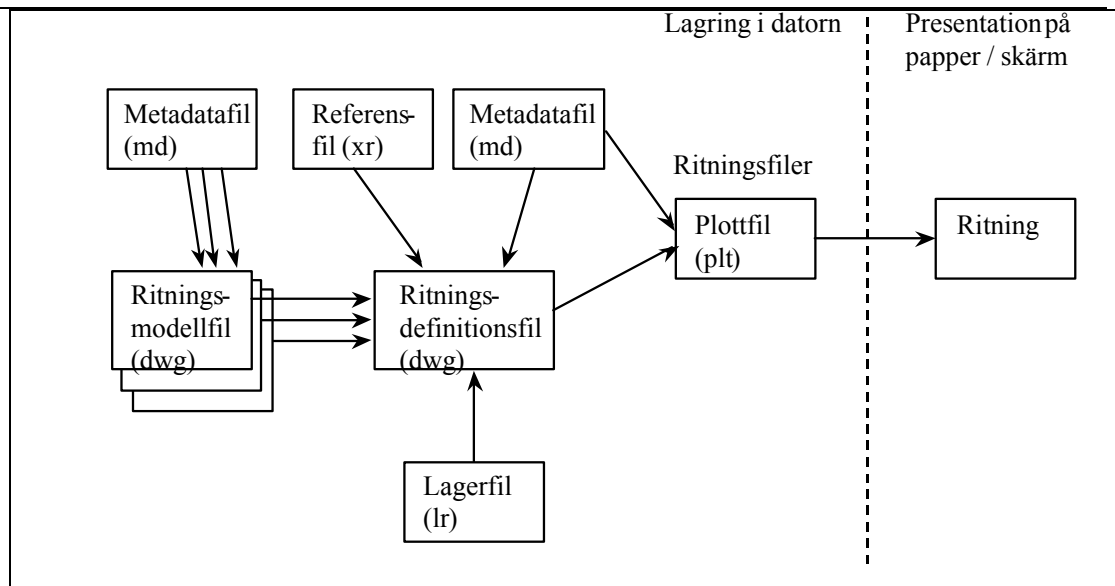 Lagring i datorn
Presentation på
papper / skärm
Metadatafil
(md)
Referens-
fil (xr)
Metadatafil
(md)
Ritningsfiler
Plottfil
(plt)
Ritning
Ritnings-
modellfil
(dwg)
Ritnings-
definitionsfil
(dwg)
Lagerfil
(lr)